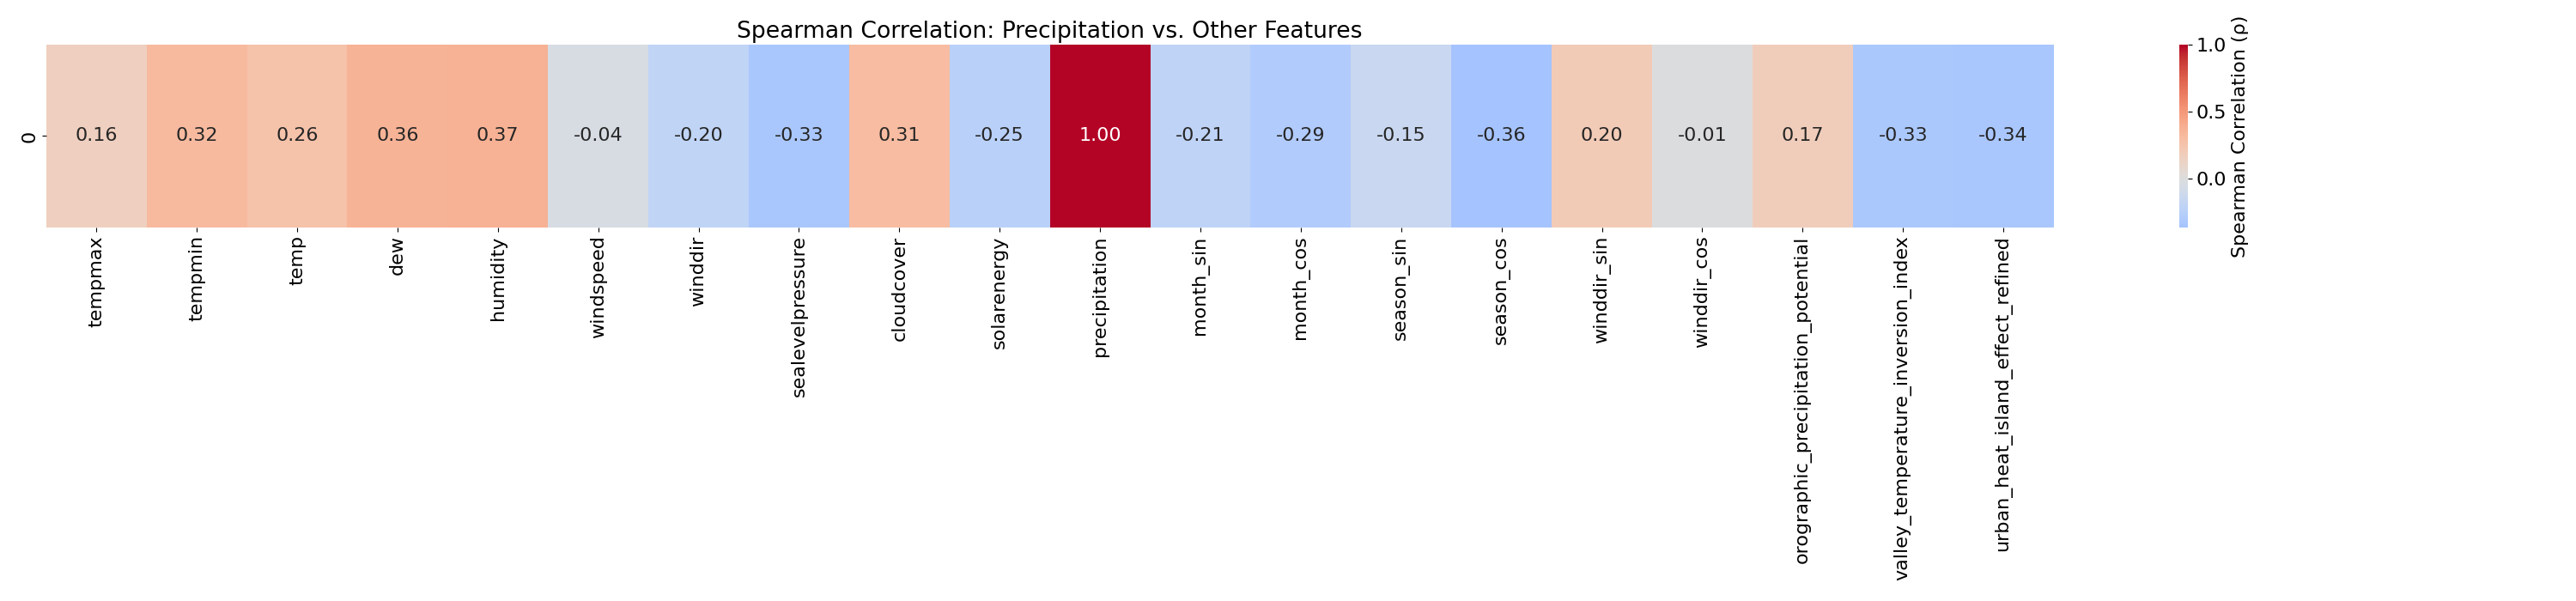 Spearman Correlation: Precipitation vs. Other Features
0
0.16
0.32
0.26
0.36
0.37
-0.04
-0.20
-0.33
0.31
-0.25
1.00
-0.21
-0.29
-0.15
-0.36
0.20
-0.01
0.17
-0.33
-0.34
tempmax
tempmin
temp
dew
humidity
windspeed
winddir
sealevelpressure
cloudcover
solarenergy
precipitation
month_sin
month_cos
season_sin
season_cos
winddir_sin
winddir_cos
orographic_precipitation_potential
valley_temperature_inversion_index
urban_heat_island_effect_refined
1.0
0.5
0.0
Spearman Correlation (ρ)